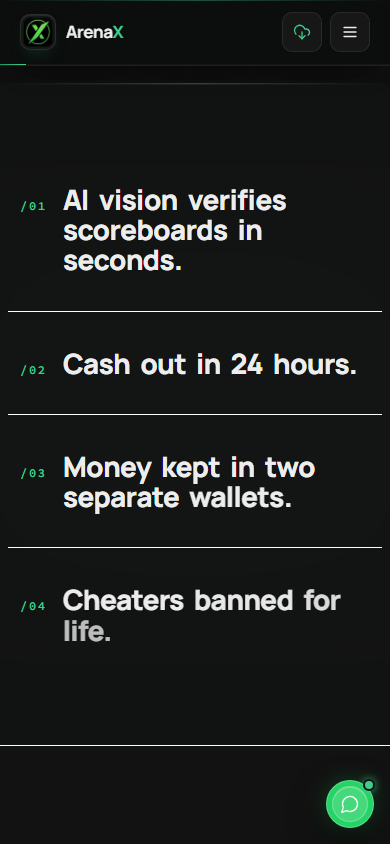 ArenaX
/01
AI vision verifies
scoreboards in
seconds.
/02
Cash out in 24 hours.
/03
Money kept in two
separate wallets.
/04
Cheaters banned for
life.